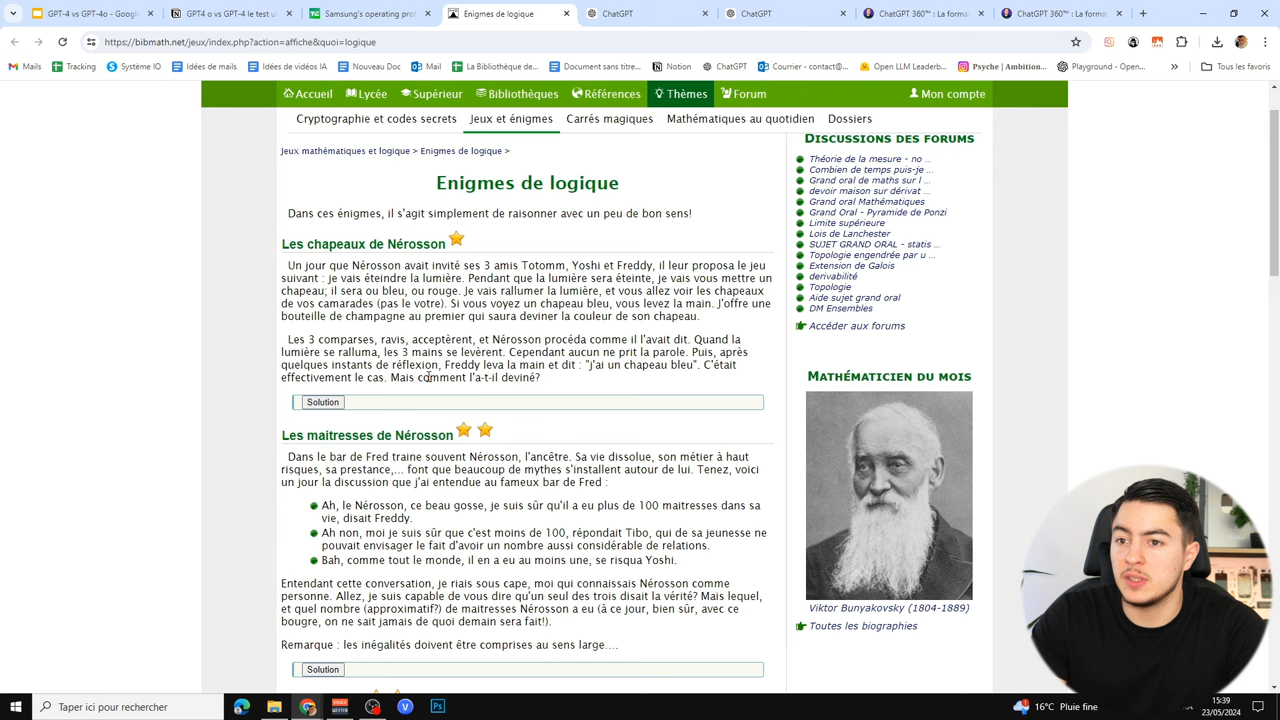 GPT-4 vs GPT-4o - Goog
GPT-4 o vs GPT-4 le test u
Samsung's operating prof
Enigmes de logique
ChatGPT
ChatGPT
ChatGPT 360™ : La forma
ChatGPT 360™ : La forma
https://bibmath.net/jeux/index.php?action=affiche&quoi=logique
Mails
Tracking
Système IO
Idées de mails
Idées de vidéos IA
Nouveau Doc
Mail
La Bibliothèque de...
Document sans titre...
Notion
ChatGPT
Courrier - contact@...
Open LLM Leaderb...
Psyche | Ambition...
Playground - Open...
Tous les favoris
Accueil
Lycée
Supérieur
Bibliothèques
Références
Thèmes
Forum
Mon compte
Cryptographie et codes secrets
Jeux et énigmes
Carrés magiques
Mathématiques au quotidien
Dossiers
Jeux mathématiques et logique > Enigmes de logique >
Enigmes de logique
Dans ces énigmes, il s'agit simplement de raisonner avec un peu de bon sens!
Les chapeaux de Nérosson
Un jour que Nérosson avait invité ses 3 amis Totomm, Yoshi et Freddy, il leur proposa le jeu
suivant : je vais éteindre la lumière. Pendant que la lumière sera éteinte, je vais vous mettre un
chapeau; il sera ou bleu, ou rouge. Je vais rallumer la lumière, et vous allez voir les chapeaux
de vos camarades (pas le votre). Si vous voyez un chapeau bleu, vous levez la main. J'offre une
bouteille de champagne au premier qui saura deviner la couleur de son chapeau.
Les 3 comparses, ravis, acceptèrent, et Nérosson procéda comme il l'avait dit. Quand la
lumière se ralluma, les 3 mains se levèrent. Cependant aucun ne prit la parole. Puis, après
quelques instants de réflexion, Freddy leva la main et dit : "j'ai un chapeau bleu". C'était
effectivement le cas. Mais comment l'a-t-il deviné?
Solution
Les maitresses de Nérosson
Dans le bar de Fred traine souvent Nérosson, l'ancêtre. Sa vie dissolue, son métier à haut
risques, sa prestance,... font que beaucoup de mythes s'installent autour de lui. Tenez, voici
un jour la discussion que j'ai entendue au fameux bar de Fred :
Ah, le Nérosson, ce beau gosse, je suis sûr qu'il a eu plus de 100 maitresses dans sa
vie, disait Freddy.
Ah non, moi je suis sûr que c'est moins de 100, répondait Tibo, qui de sa jeunesse ne
pouvait envisager le fait d'avoir un nombre aussi considérable de relations.
Bah, comme tout le monde, il en a eu au moins une, se risqua Yoshi.
Entendant cette conversation, je riais sous cape, moi qui connaissais Nérosson comme
personne. Allez, je suis capable de vous dire qu'un seul des trois disait la vérité? Mais lequel,
et quel nombre (approximatif?) de maitresses Nérosson a eu (à ce jour, bien sûr, avec ce
bougre, on ne sait jamais de quoi demain sera fait!).
Remarque : les inégalités doivent être comprises au sens large....
Solution
Discussions des forums
Théorie de la mesure - no ...
Combien de temps puis-je ...
Grand oral de maths sur l ...
devoir maison sur dérivat ...
Grand oral Mathématiques
Grand Oral - Pyramide de Ponzi
Limite supérieure
Lois de Lanchester
SUJET GRAND ORAL - statis ...
Topologie engendrée par u ...
Extension de Galois
derivabilité
Topologie
Aide sujet grand oral
DM Ensembles
Accéder aux forums
Mathématicien du mois
Viktor Bunyakovsky (1804-1889)
Toutes les biographies
Taper ici pour rechercher
16°C Pluie fine
15:39
23/05/2024